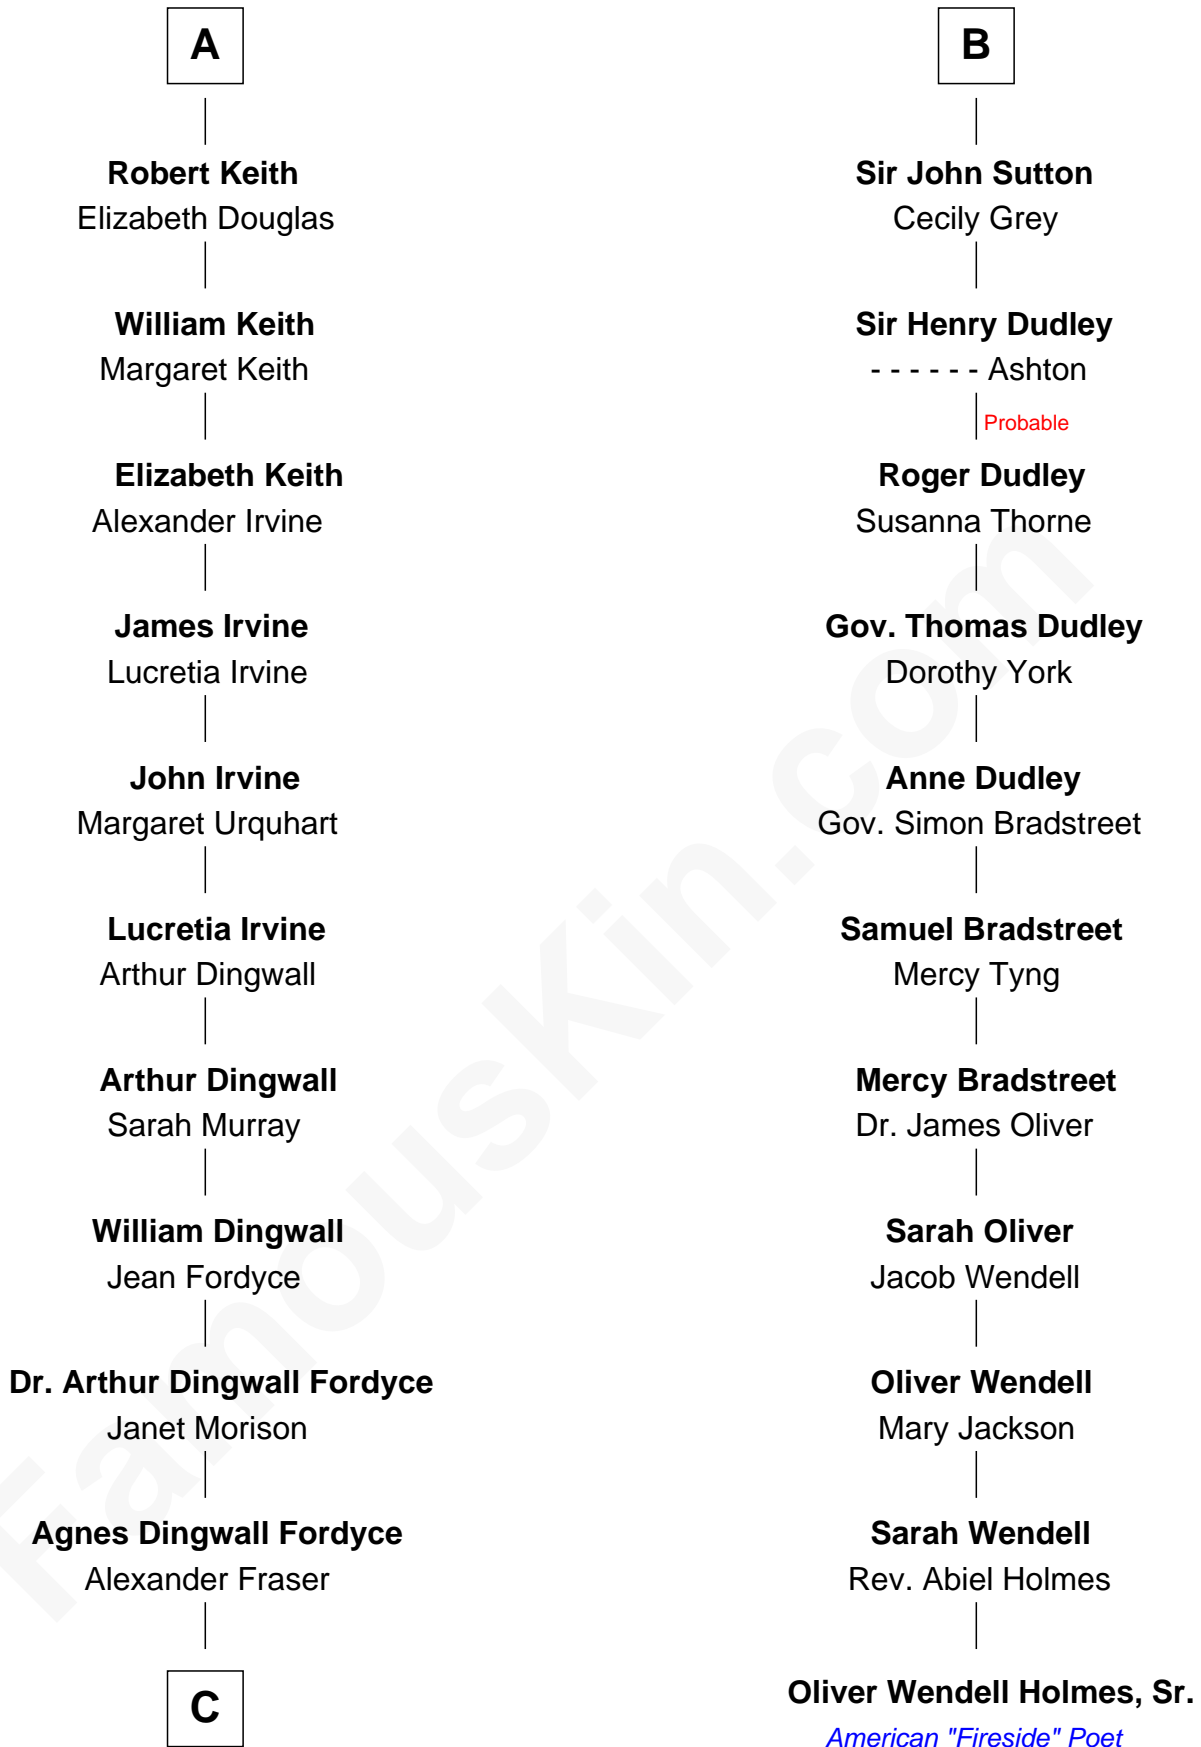 A
Robert Keith
Elizabeth Douglas
William Keith
Margaret Keith
Elizabeth Keith
Alexander Irvine
James Irvine
Lucretia Irvine
John Irvine
Margaret Urquhart
Lucretia Irvine
Arthur Dingwall
Arthur Dingwall
Sarah Murray
William Dingwall
Jean Fordyce
Dr. Arthur Dingwall Fordyce
Janet Morison
Agnes Dingwall Fordyce
Alexander Fraser
C
B
Sir John Sutton
Cecily Grey
Sir Henry Dudley
- - - - - - Ashton
Probable
Roger Dudley
Susanna Thorne
Gov. Thomas Dudley
Dorothy York
Anne Dudley
Gov. Simon Bradstreet
Samuel Bradstreet
Mercy Tyng
Mercy Bradstreet
Dr. James Oliver
Sarah Oliver
Jacob Wendell
Oliver Wendell
Mary Jackson
Sarah Wendell
Rev. Abiel Holmes
Oliver Wendell Holmes, Sr.
American "Fireside" Poet
FamousKin.com